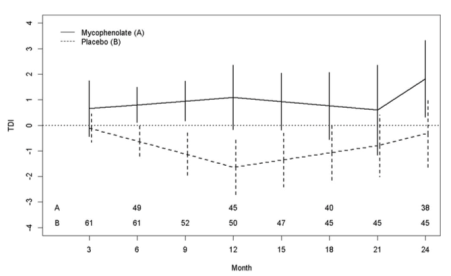 4
Mycophenolate (A)
Placebo (B)
3
2
1
TDI
0
-1
-2
-3
A 49 45 40 38
B 61 61 52 50 47 45 45 45
-4
3 6 9 12 15 18 21 24
Month